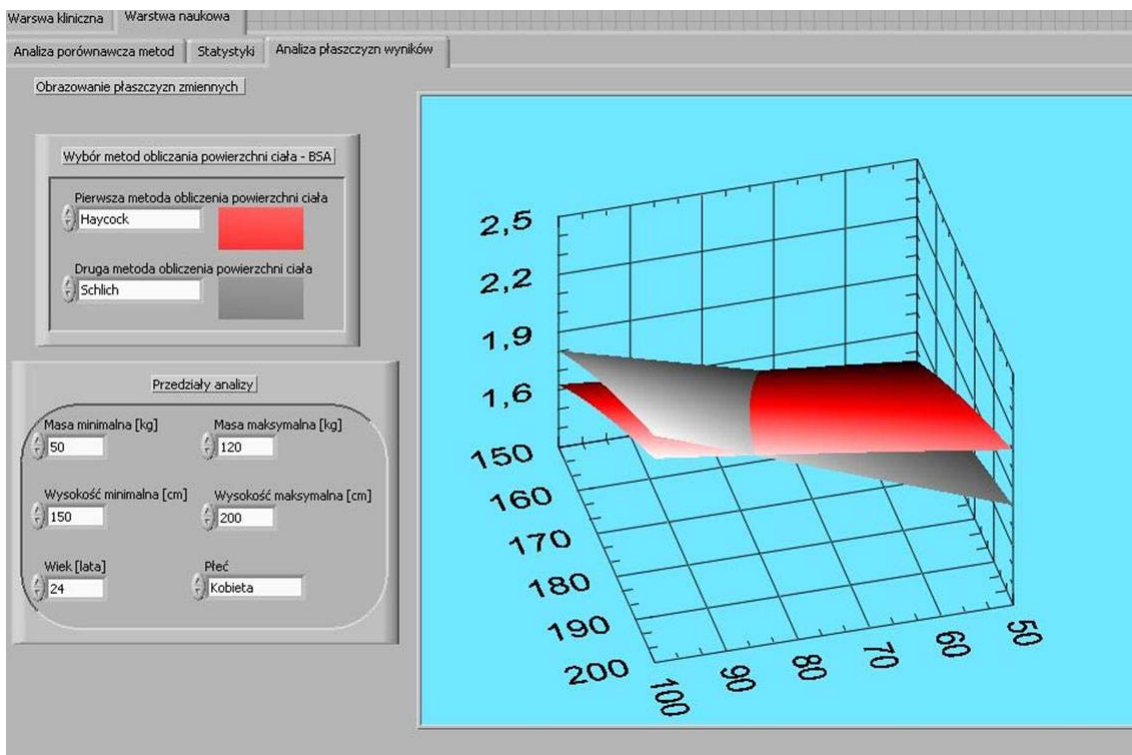 Warswa kliniczna
Warstwa naukowa
Analiza porównawcza metod
Statystyki
Analiza płaszczyzn wyników
Obrazowanie płaszczyzn zmiennych
Wybór metod obliczania powierzchni ciała - BSA
Pierwsza metoda obliczenia powierzchni ciała
Haycock
Druga metoda obliczenia powierzchni ciała
Schlich
Przedziały analizy
Masa minimalna [kg]
Masa maksymalna [kg]
50
120
Wysokość minimalna [cm]
Wysokość maksymalna [cm]
150
200
Wiek [lata]
Płeć
24
Kobieta
2,5
2,2
1,9
1,6
150
160
170
180
190
200
100
90
80
70
60
50